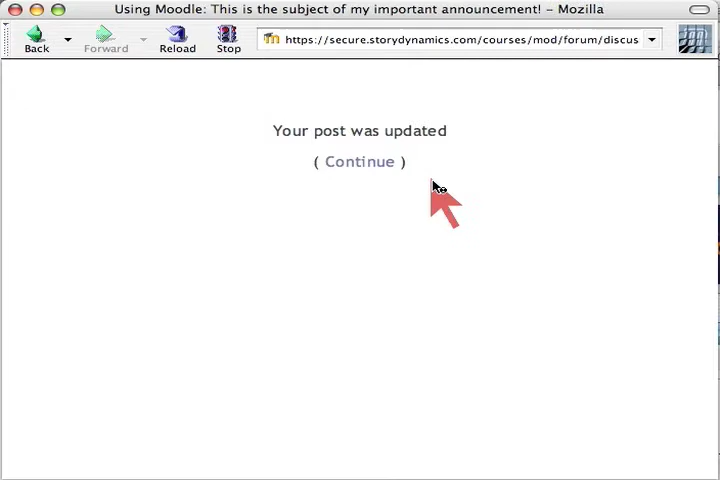 Using Moodle: This is the subject of my important announcement! – Mozilla
Back Forward Reload Stop https://secure.storydynamics.com/courses/mod/forum/discus
Your post was updated
( Continue )